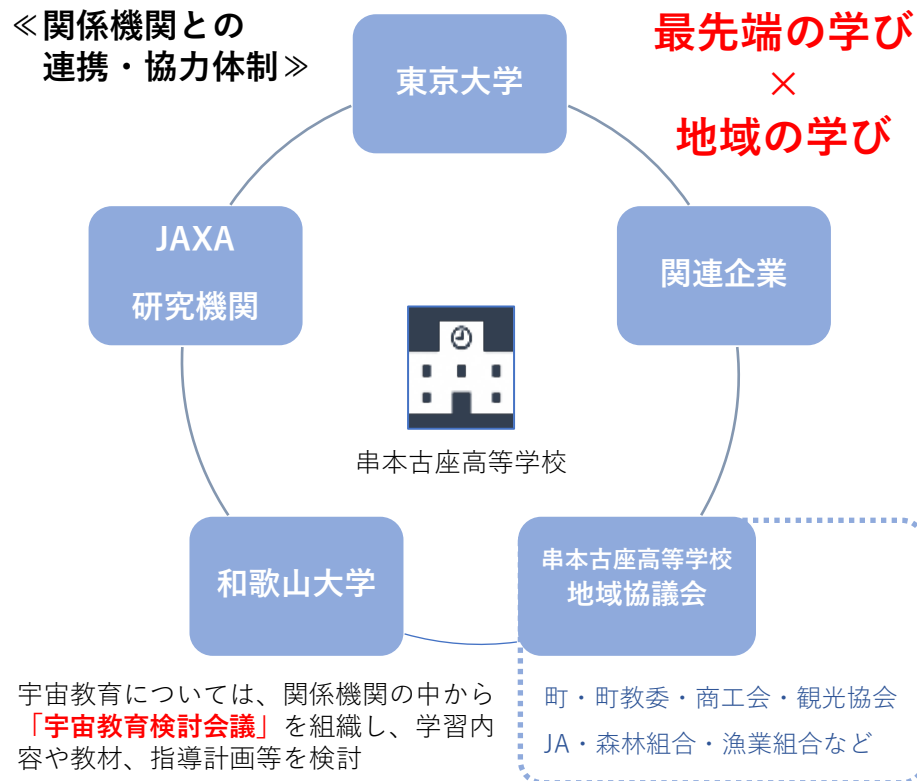 ≪関係機関との
連携・協力体制≫
最先端の学び
×
地域の学び
東京大学
JAXA
研究機関
関連企業
串本古座高等学校
和歌山大学
串本古座高等学校
地域協議会
宇宙教育については、関係機関の中から
「宇宙教育検討会議」を組織し、学習内
容や教材、指導計画等を検討
町・町教委・商工会・観光協会
JA・森林組合・漁業組合など